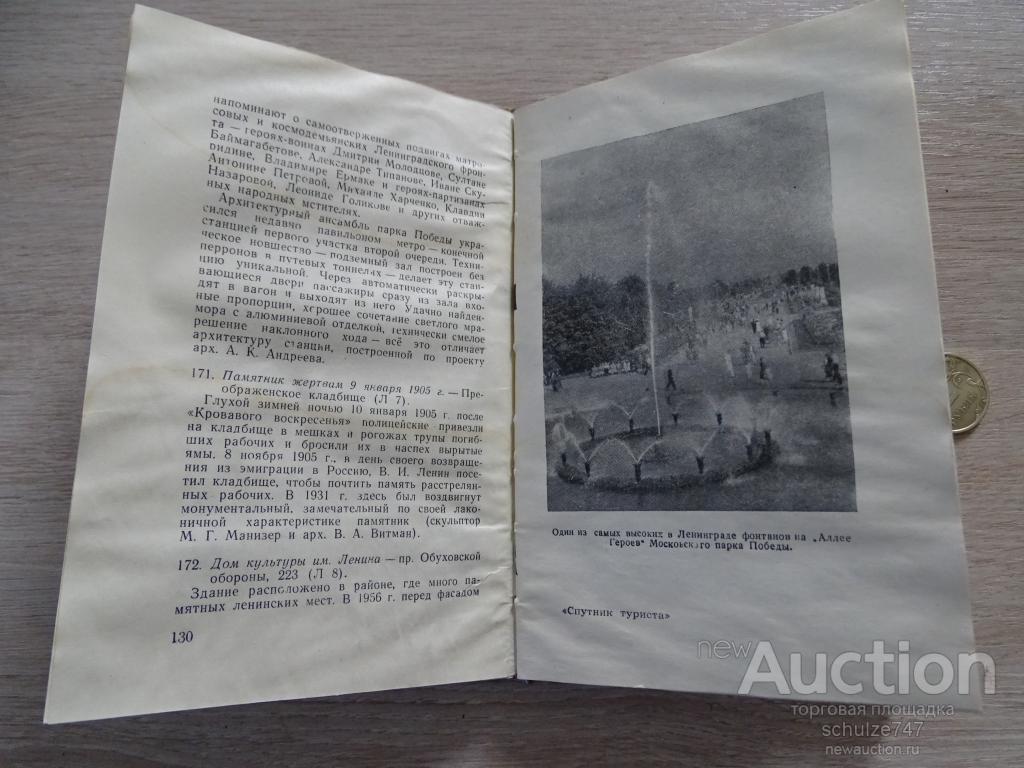 напоминают о самоотверженных подвигах матро-
совых и космодемьянских Ленинградского фрон-
та — героях-воинах Дмитрии Молодцове, Султане
Баймагабетове, Александре Типанове, Иване Ску-
ридине, Владимире Ермаке и героях-партизанах
Антонине Петровой, Михаиле Харченко, Клавдии
Назаровой, Леониде Голикове и других отваж-
ных народных мстителях.
Архитектурный ансамбль парка Победы укра-
сился недавно павильоном метро — конечной
станцией первого участка второй очереди. Техни-
ческое новшество — подземный зал построен без
перронов в путевых тоннелях — делает эту стан-
цию уникальной. Через автоматически раскры-
вающиеся двери пассажиры сразу из зала вхо-
дят в вагон и выходят из него Удачно найден-
ные пропорции, хорошее сочетание светлого мра-
мора с алюминиевой отделкой, технически смелое
решение наклонного хода — всё это отличает
архитектуру станции, построенной по проекту
арх. А. К. Андреева.
171. Памятник жертвам 9 января 1905 г. — Пре-
ображенское кладбище (Л 7).
Глухой зимней ночью 10 января 1905 г. после
«Кровавого воскресенья» полицейские привезли
на кладбище в мешках и рогожах трупы погиб-
ших рабочих и бросили их в наспех вырытые
ямы. 8 ноября 1905 г., в день своего возвраще-
ния из эмиграции в Россию, В. И. Ленин посе-
тил кладбище, чтобы почтить память расстрелян-
ных рабочих. В 1931 г. здесь был воздвигнут
монументальный, замечательный по своей лако-
ничной характеристике памятник (скульптор
М. Г. Манизер и арх. В. А. Витман).
172. Дом культуры им. Ленина — пр. Обуховской
обороны, 223 (Л 8).
Здание расположено в районе, где много па-
мятных ленинских мест. В 1956 г. перед фасадом
130
Один из самых высоких в Ленинграде фонтанов на „Аллее
Героев" Московского парка Победы.
«Спутник туриста»
newAuction
торговая площадка
schulze747
newauction.ru